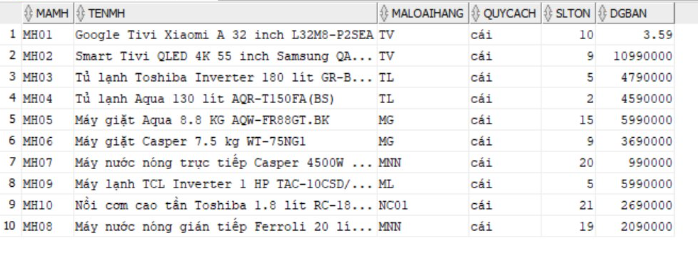 MAMH TENMH MALOAIHANG QUYCACH SLTON DGBAN
1 MH01 Google Tivi Xiaomi A 32 inch L32M8-P2SEA TV cái 10 3.59
2 MH02 Smart Tivi QLED 4K 55 inch Samsung QA... TV cái 9 10990000
3 MH03 Tủ lạnh Toshiba Inverter 180 lít GR-B... TL cái 5 4790000
4 MH04 Tủ lạnh Aqua 130 lít AQR-T150FA(BS) TL cái 2 4590000
5 MH05 Máy giặt Aqua 8.8 KG AQW-FR88GT.BK MG cái 15 5990000
6 MH06 Máy giặt Casper 7.5 kg WT-75NG1 MG cái 9 3690000
7 MH07 Máy nước nóng trực tiếp Casper 4500W ... MNN cái 20 990000
8 MH09 Máy lạnh TCL Inverter 1 HP TAC-10CSD/... ML cái 5 5990000
9 MH10 Nồi cơm cao tần Toshiba 1.8 lít RC-18... NC01 cái 21 2690000
10 MH08 Máy nước nóng gián tiếp Ferroli 20 lí... MNN cái 19 2090000